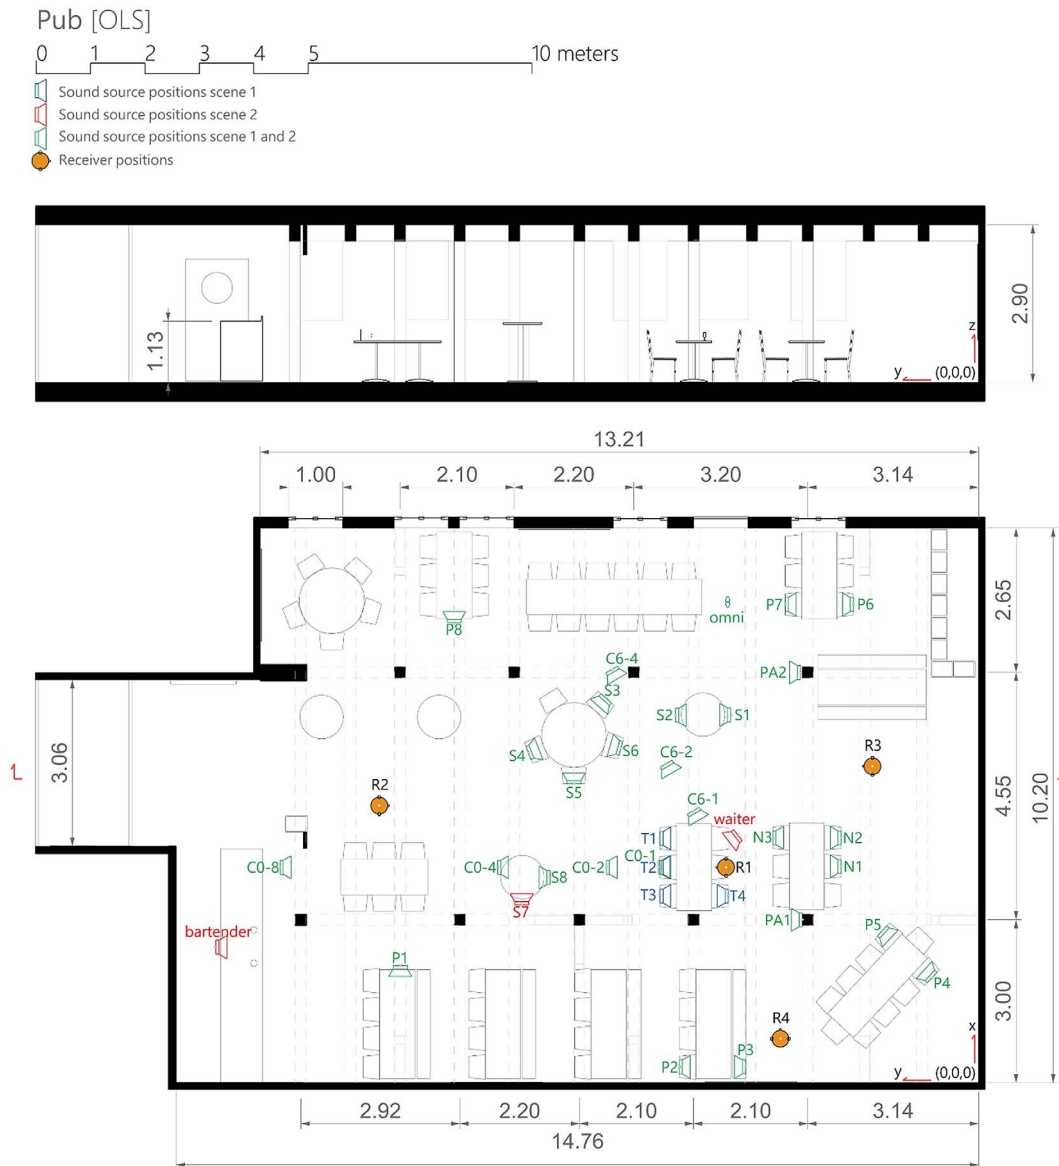 Pub [OLS]
0 1 2 3 4 5 10 meters
Sound source positions scene 1
Sound source positions scene 2
Sound source positions scene 1 and 2
Receiver positions
1.13
2.90
z
y (0,0,0)
13.21
1.00 2.10 2.20 3.20 3.14
P8
omni
P7 P6
2.65
C6-4
S3
PA2
S2 S1
S4 S6
S5
C6-2
R3
3.06
1
R2
4.55
10.20
C6-1
waiter
T1
N3 N2
C0-8 C0-4 C0-2 C0-1
T2
R1
N1
S8
T3 T4
S7
PA1
bartender
P5
P1
P4
3.00
R4
P2 P3
x
y (0,0,0)
2.92 2.20 2.10 2.10 3.14
14.76